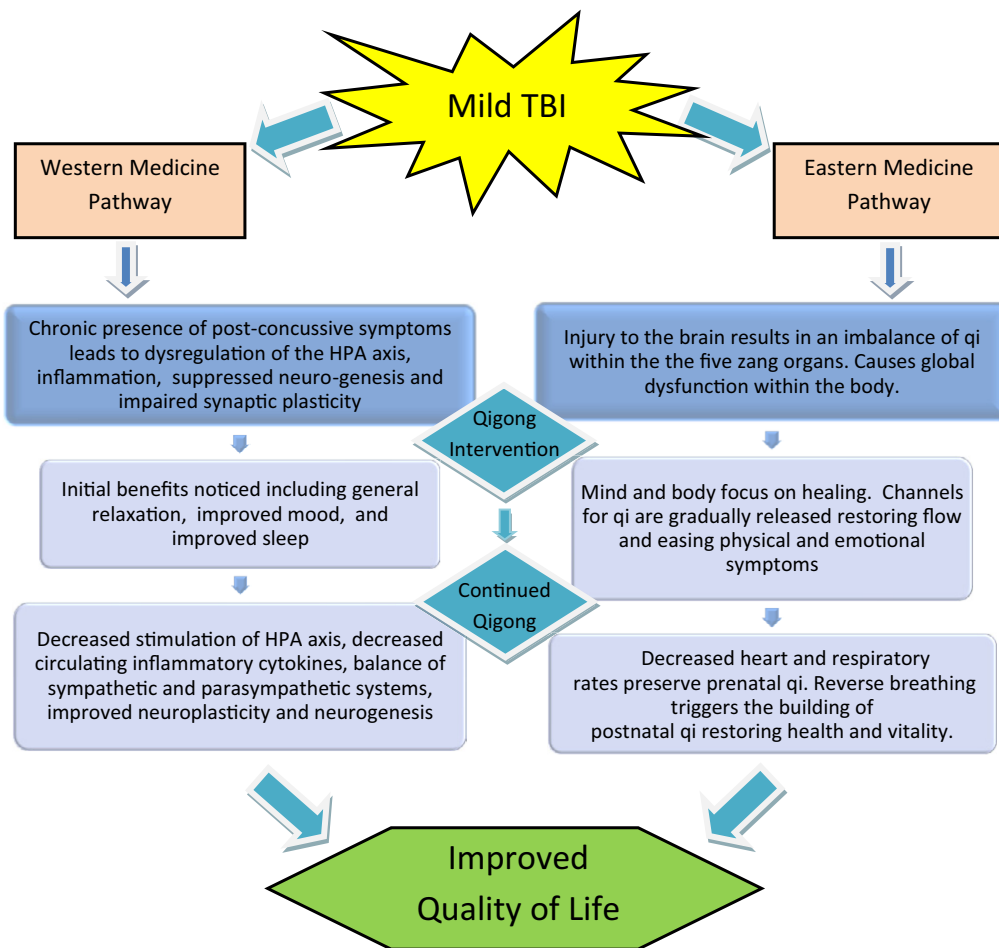 Mild TBI
Western Medicine
Pathway
Eastern Medicine
Pathway
Chronic presence of post-concussive symptoms
leads to dysregulation of the HPA axis,
inflammation, suppressed neuro-genesis and
impaired synaptic plasticity
Injury to the brain results in an imbalance of qi
within the the five zang organs. Causes global
dysfunction within the body.
Qigong
Intervention
Initial benefits noticed including general
relaxation, improved mood, and
improved sleep
Mind and body focus on healing. Channels
for qi are gradually released restoring flow
and easing physical and emotional
symptoms
Continued
Qigong
Decreased stimulation of HPA axis, decreased
circulating inflammatory cytokines, balance of
sympathetic and parasympathetic systems,
improved neuroplasticity and neurogenesis
Decreased heart and respiratory
rates preserve prenatal qi. Reverse breathing
triggers the building of
postnatal qi restoring health and vitality.
Improved
Quality of Life